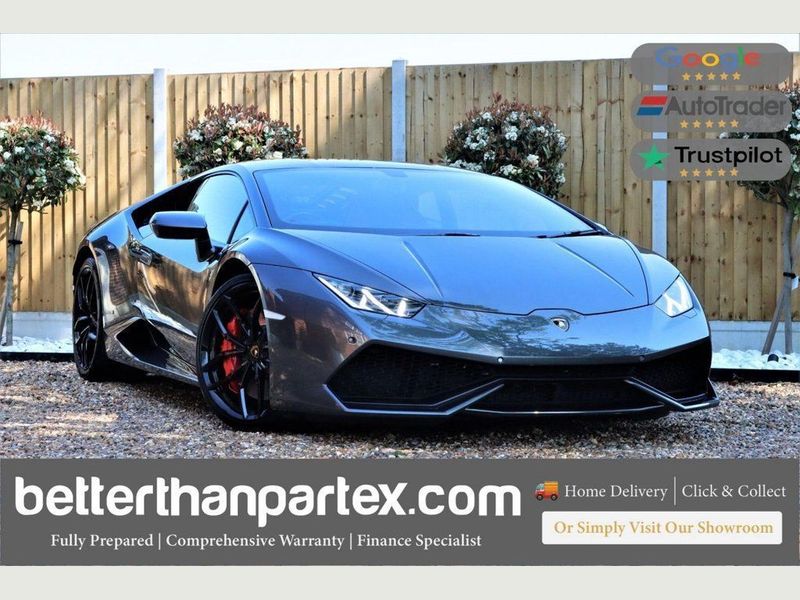 Google
AutoTrader
Trustpilot
betterthanpartex.com
Fully Prepared | Comprehensive Warranty | Finance Specialist
Home Delivery | Click & Collect
Or Simply Visit Our Showroom